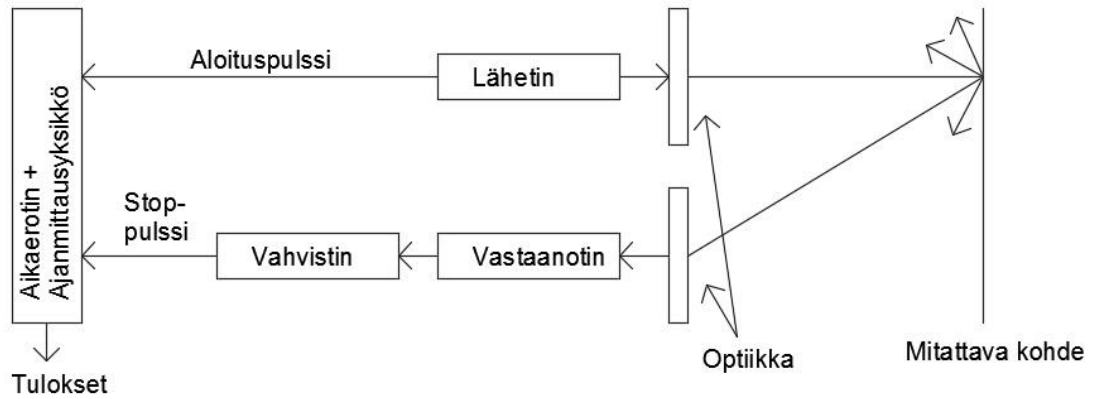 Aikaerotin +
Ajanmittausyksikkö
Aloituspulssi
Lähetin
Stop-
pulssi
Vahvistin
Vastaanotin
Optiikka
Mitattava kohde
Tulokset